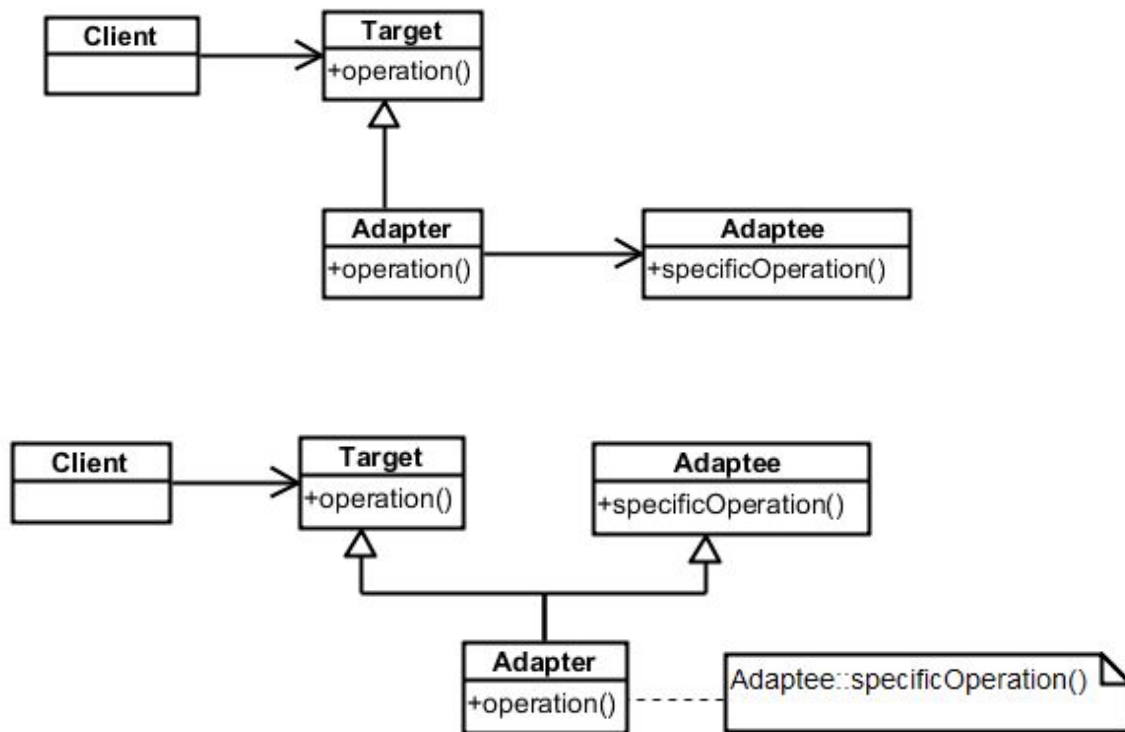 Client
Target
+operation()
Adapter
+operation()
Adaptee
+specificOperation()
Client
Target
+operation()
Adaptee
+specificOperation()
Adapter
+operation()
Adaptee::specificOperation()